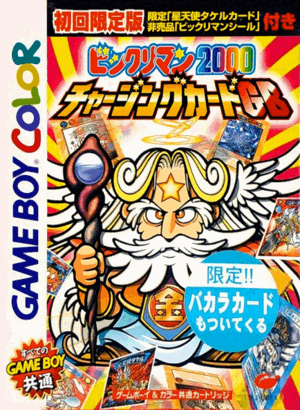 初回限定版
限定「星天使タケルカード」
非売品「ビックリマンシール」
付き
ビックリマン2000
チャージングカードGB
GAME BOY COLOR
金
限定!!
バカラカード
もついてくる
すべての
GAME BOY
共通
ゲームボーイ&カラー共通カートリッジ